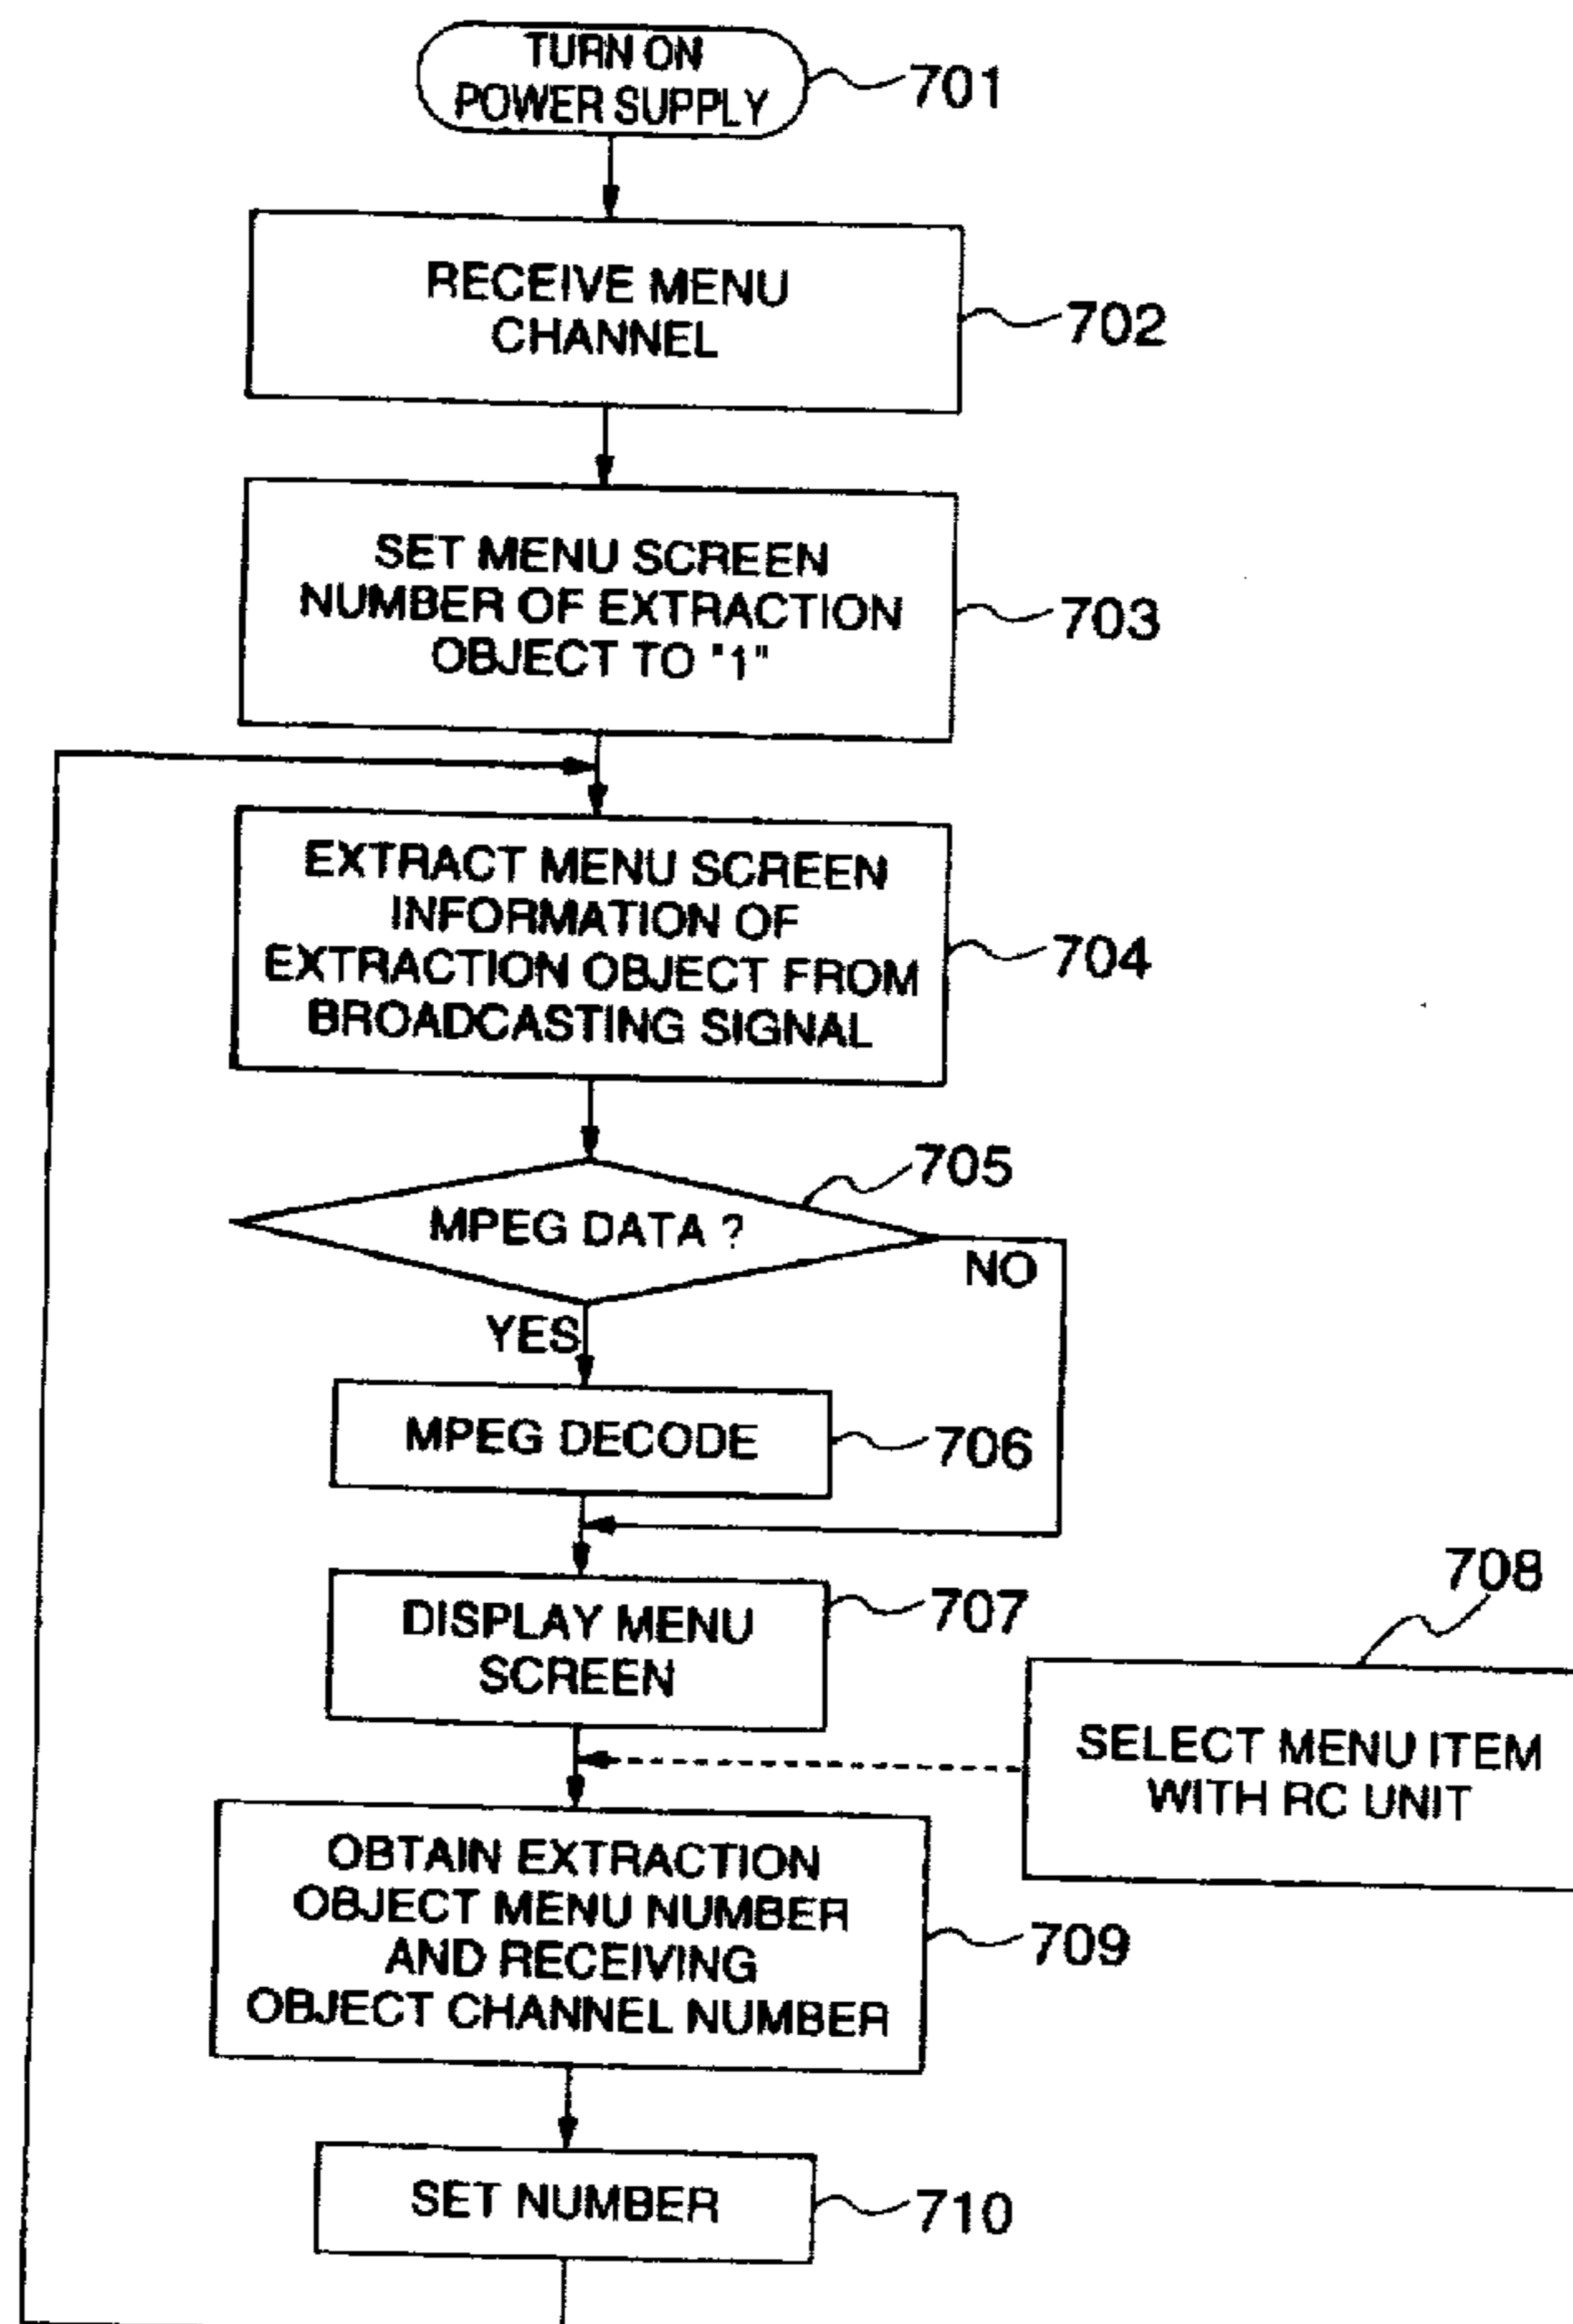 TURN ON
POWER SUPPLY
701
RECEIVE MENU
CHANNEL
702
SET MENU SCREEN
NUMBER OF EXTRACTION
OBJECT TO "1"
703
EXTRACT MENU SCREEN
INFORMATION OF
EXTRACTION OBJECT FROM
BROADCASTING SIGNAL
704
705
MPEG DATA ?
NO
YES
MPEG DECODE
706
DISPLAY MENU
SCREEN
707
708
SELECT MENU ITEM
WITH RC UNIT
OBTAIN EXTRACTION
OBJECT MENU NUMBER
AND RECEIVING
OBJECT CHANNEL NUMBER
709
SET NUMBER
710